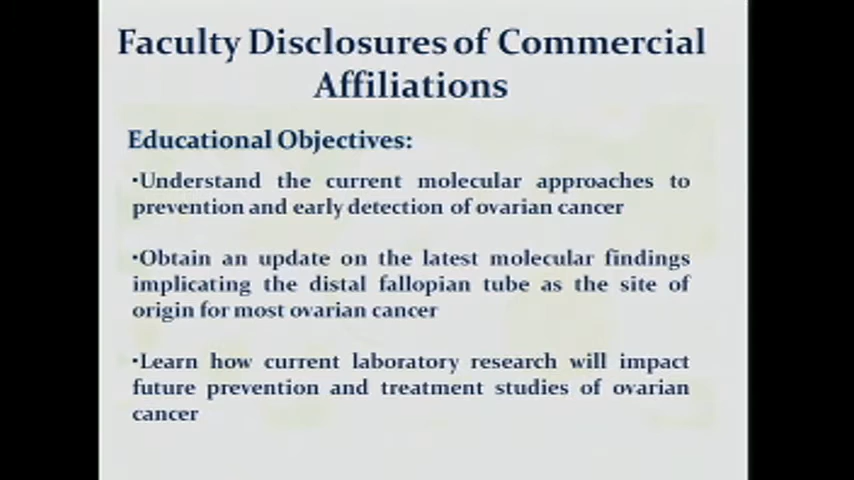 Faculty Disclosures of Commercial
Affiliations
Educational Objectives:
•Understand the current molecular approaches to
prevention and early detection of ovarian cancer
•Obtain an update on the latest molecular findings
implicating the distal fallopian tube as the site of
origin for most ovarian cancer
•Learn how current laboratory research will impact
future prevention and treatment studies of ovarian
cancer